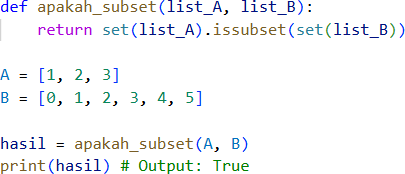 def apakah_subset(list_A, list_B):
    return set(list_A).issubset(set(list_B))

A = [1, 2, 3]
B = [0, 1, 2, 3, 4, 5]

hasil = apakah_subset(A, B)
print(hasil) # Output: True